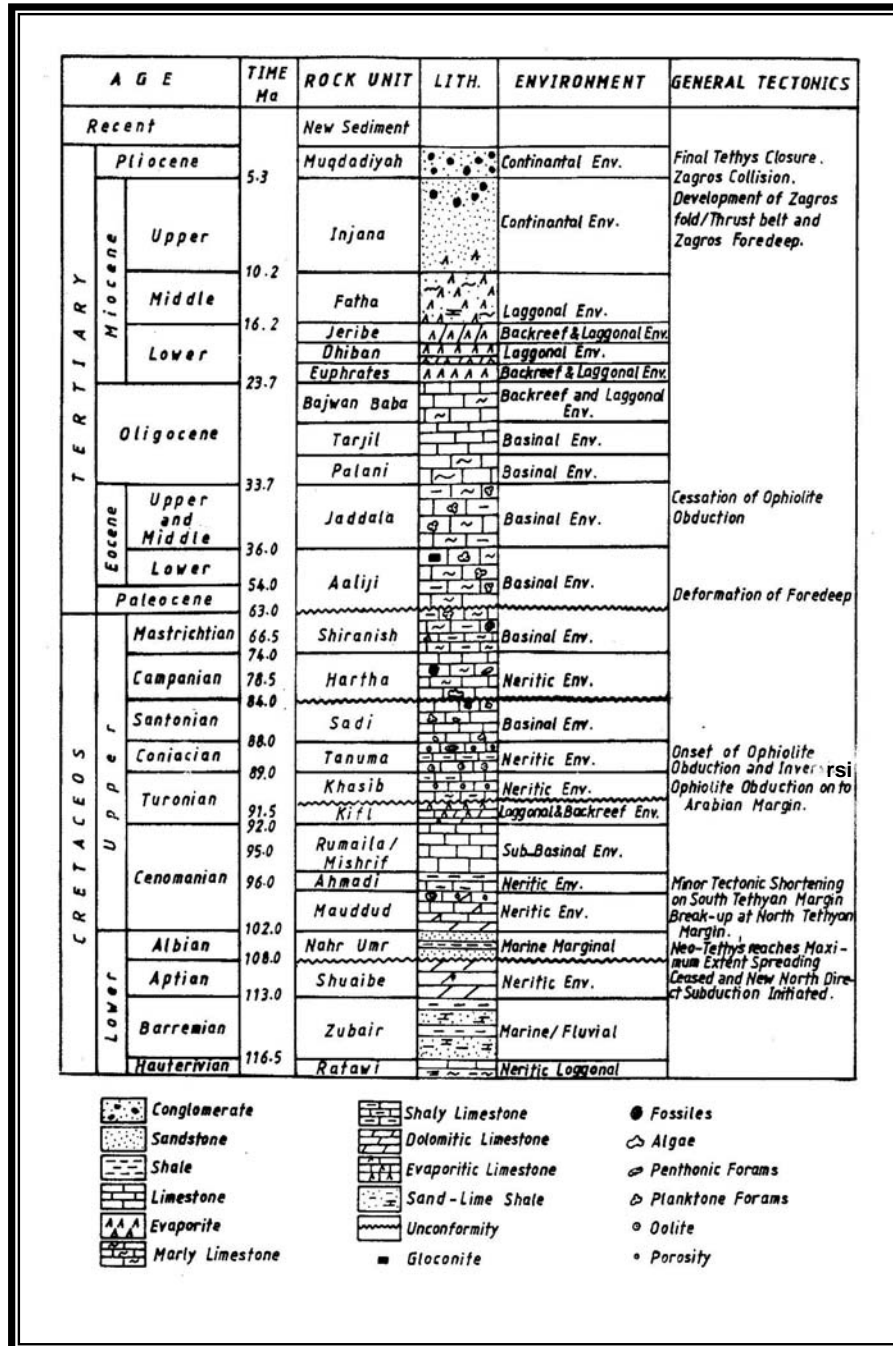 AGE TIME Ma ROCK UNIT LITH. ENVIRONMENT GENERAL TECTONICS
Recent New Sediment
TERTIARY
Pliocene Muqdadiyah Continantal Env. Final Tethys Closure.
5.3 Zagros Collision.
Miocene
Upper Injana Continantal Env. Development of Zagros
fold/Thrust belt and
Zagros Foredeep.
10.2
Middle Fatha Laggonal Env.
16.2
Lower Jeribe Backreef & Laggonal Env.
Dhiban Laggonal Env.
Euphrates Backreef & Laggonal Env.
23.7
Oligocene Bajwan Baba Backreef and Laggonal
Env.
Tarjil Basinal Env.
Palani Basinal Env.
33.7
Eocene
Upper and Middle Jaddala Basinal Env. Cessation of Ophiolite
Obduction
36.0
Lower Aaliji Basinal Env.
54.0
Paleocene Deformation of Foredeep
63.0
CRETACEOS
Upper
Mastrichtian 66.5 Shiranish Basinal Env.
74.0
Campanian 78.5 Hartha Neritic Env.
84.0
Santonian Sadi Basinal Env.
88.0
Coniacian Tanuma Neritic Env. Onset of Ophiolite
Obduction and Inver rsi
89.0
Turonian Khasib Neritic Env. Ophiolite Obduction on to
Arabian Margin.
91.5 Kifl Laggonal & Backreef Env.
92.0
Cenomanian 95.0 Rumaila/ Mishrif Sub-Basinal Env.
96.0 Ahmadi Neritic Env. Minor Tectonic Shortening
on South Tethyan Margin
Mauddud Neritic Env. Break-up at North Tethyan
Margin.
102.0
Lower
Albian Nahr Umr Marine Marginal Neo-Tethys reaches Maxi-
108.0 mum Extent Spreading
Aptian Shuaibe Neritic Env. Ceased and New North Dire-
ct Subduction Initiated.
113.0
Barremian Zubair Marine/Fluvial
116.5
Hauterivian Ratawi Neritic Loggonal
Conglomerate Shaly Limestone Fossiles
Sandstone Dolomitic Limestone Algae
Shale Evaporitic Limestone Penthonic Forams
Limestone Sand-Lime Shale Planktone Forams
Evaporite Unconformity Oolite
Marly Limestone Gloconite Porosity